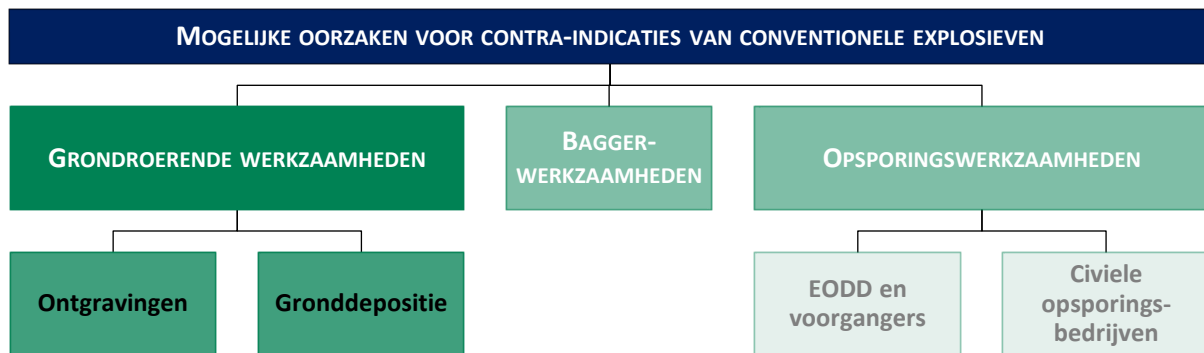 MOGELIJKE OORZAKEN VOOR CONTRA-INDICATIES VAN CONVENTIONELE EXPLOSIEVEN
GRONDROERENDE WERKZAAMHEDEN
BAGGER-
WERKZAAMHEDEN
OPSPORINGSWERKZAAMHEDEN
Ontgravingen
Gronddepositie
EODD en
voorgangers
Civiele
opsporings-
bedrijven